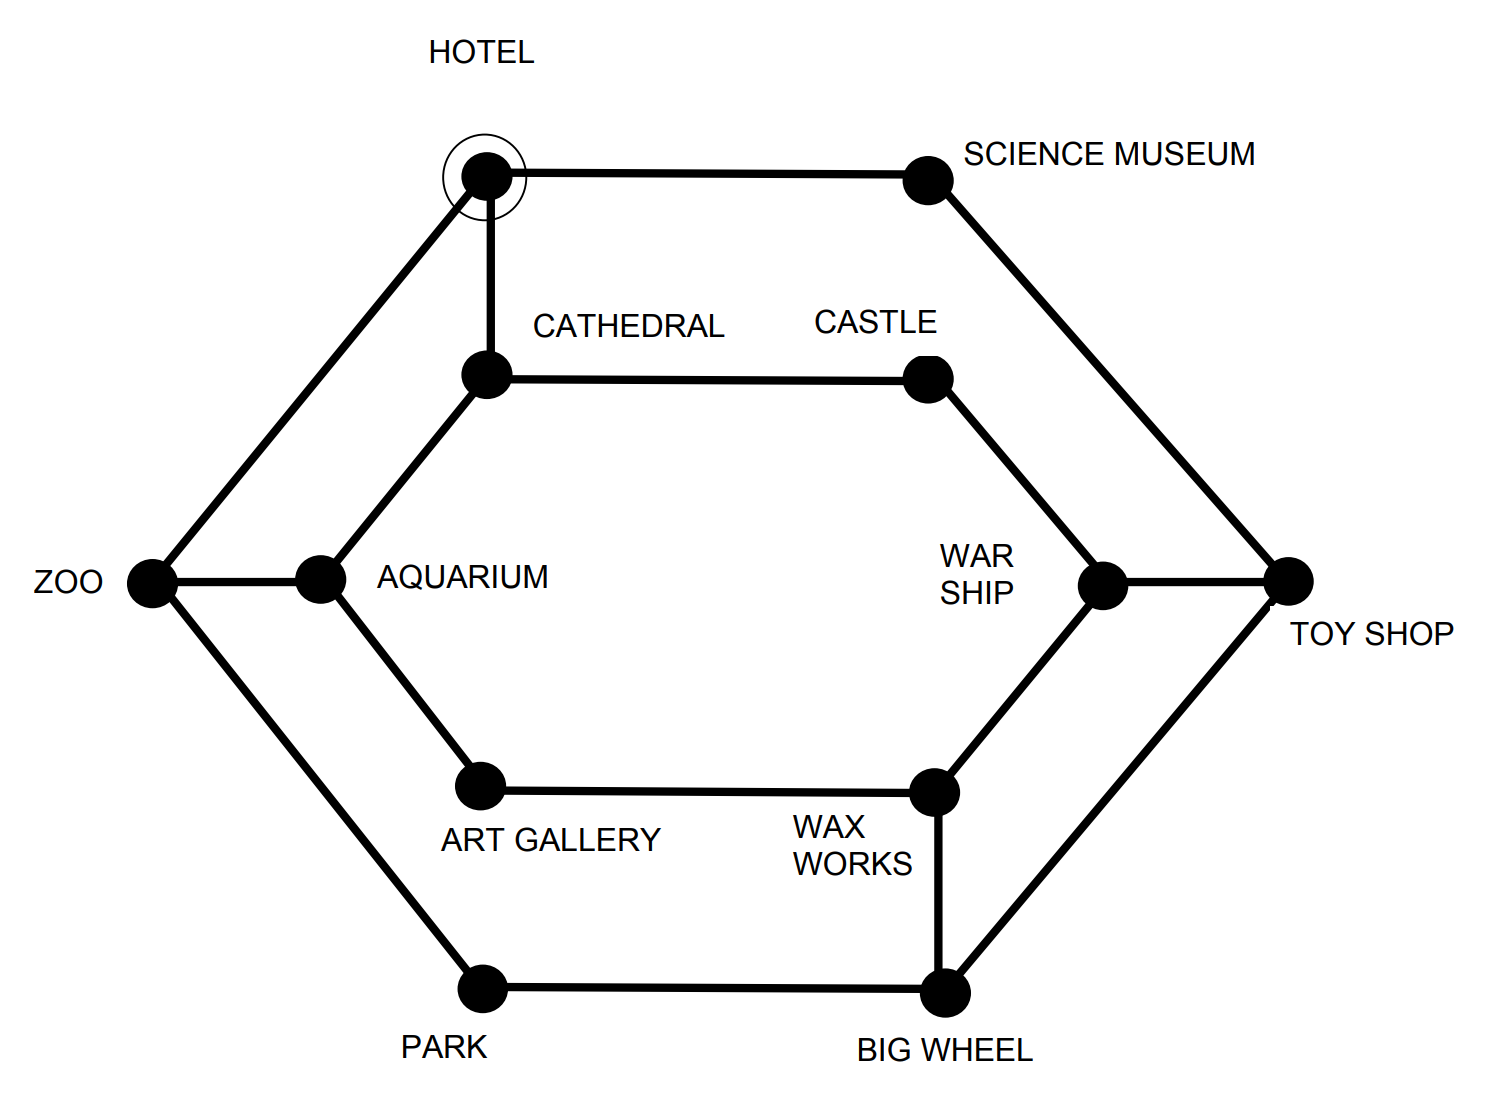 HOTEL
SCIENCE MUSEUM
CATHEDRAL
CASTLE
ZOO
AQUARIUM
WAR
SHIP
TOY SHOP
ART GALLERY
WAX
WORKS
PARK
BIG WHEEL